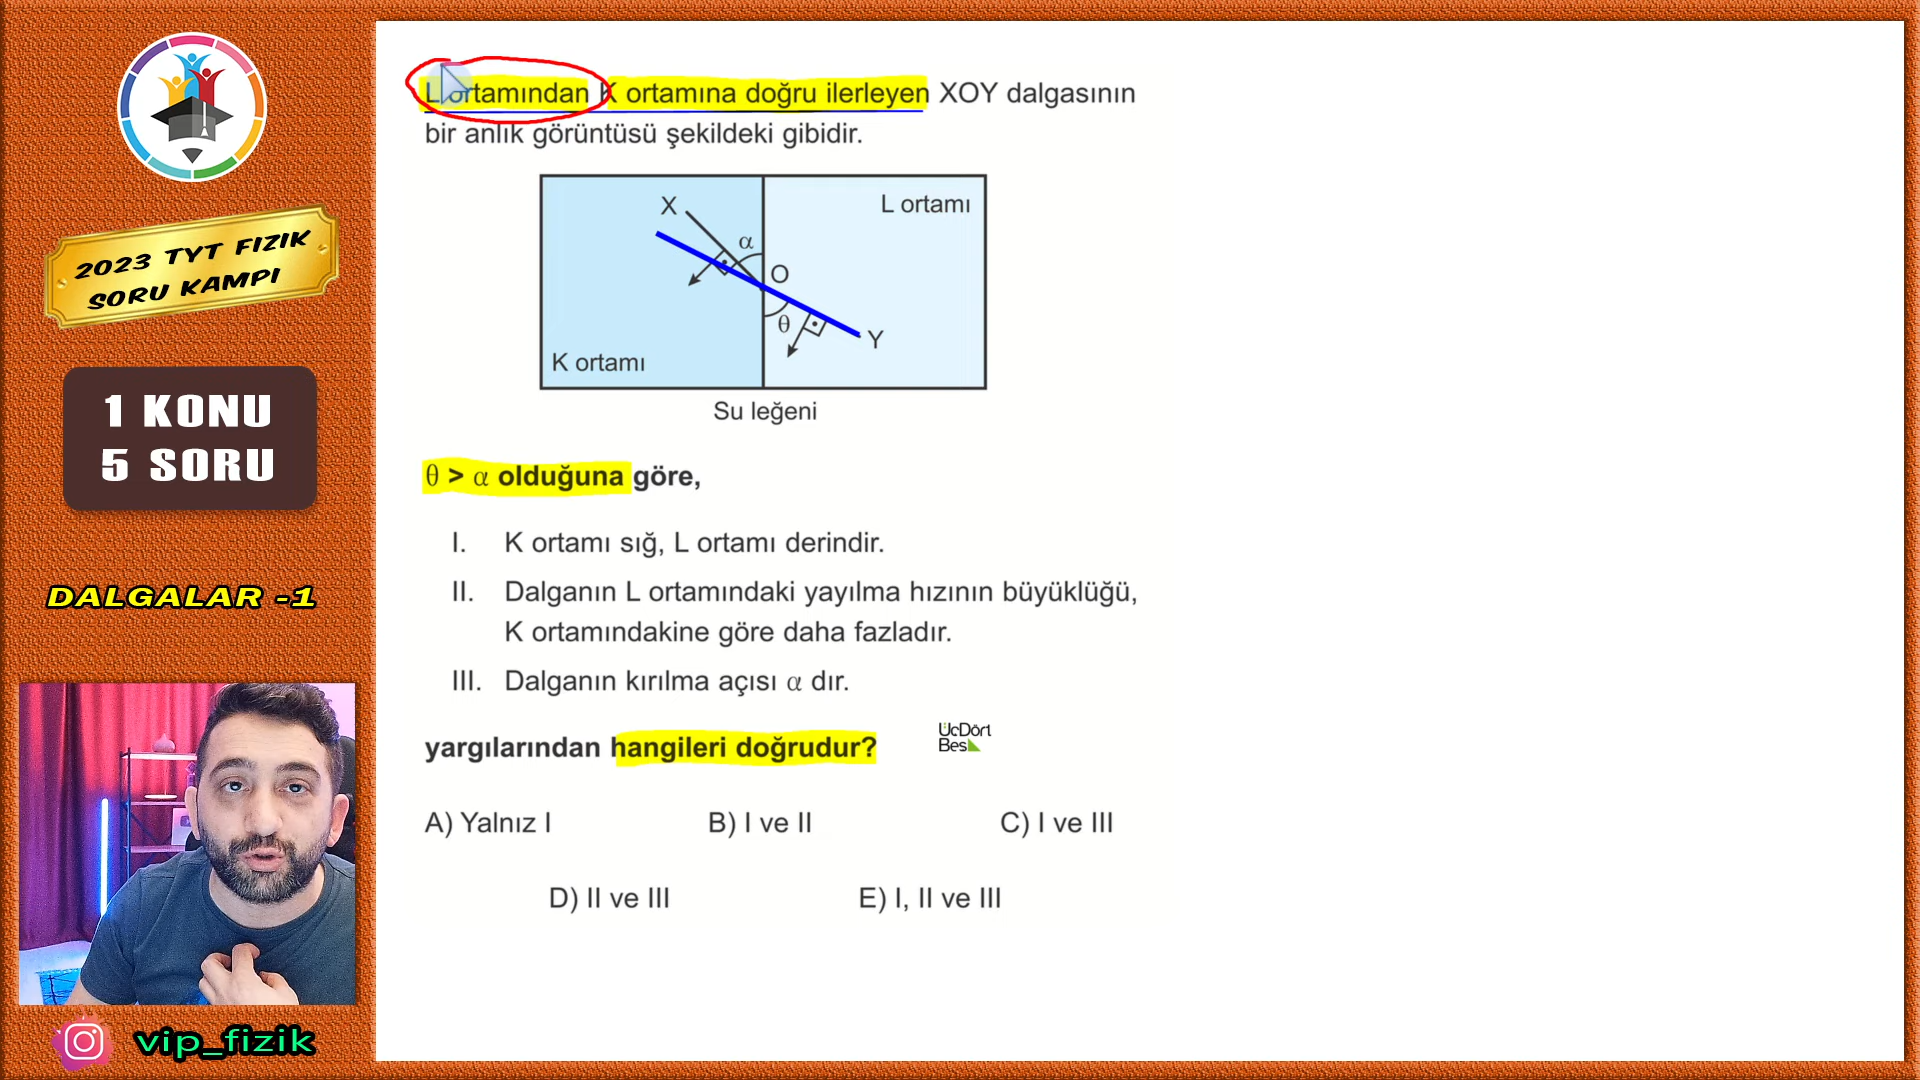 2023 TYT FIZIK
SORU KAMPI
1 KONU
5 SORU
DALGALAR -1
vip_fizik
L ortamından K ortamına doğru ilerleyen XOY dalgasının
bir anlık görüntüsü şekildeki gibidir.
X
L ortamı
α
O
θ
Y
K ortamı
Su leğeni
θ > α olduğuna göre,
I. K ortamı sığ, L ortamı derindir.
II. Dalganın L ortamındaki yayılma hızının büyüklüğü,
K ortamındakine göre daha fazladır.
III. Dalganın kırılma açısı α dır.
yargılarından hangileri doğrudur?
ÜçDört
Beş
A) Yalnız I
B) I ve II
C) I ve III
D) II ve III
E) I, II ve III